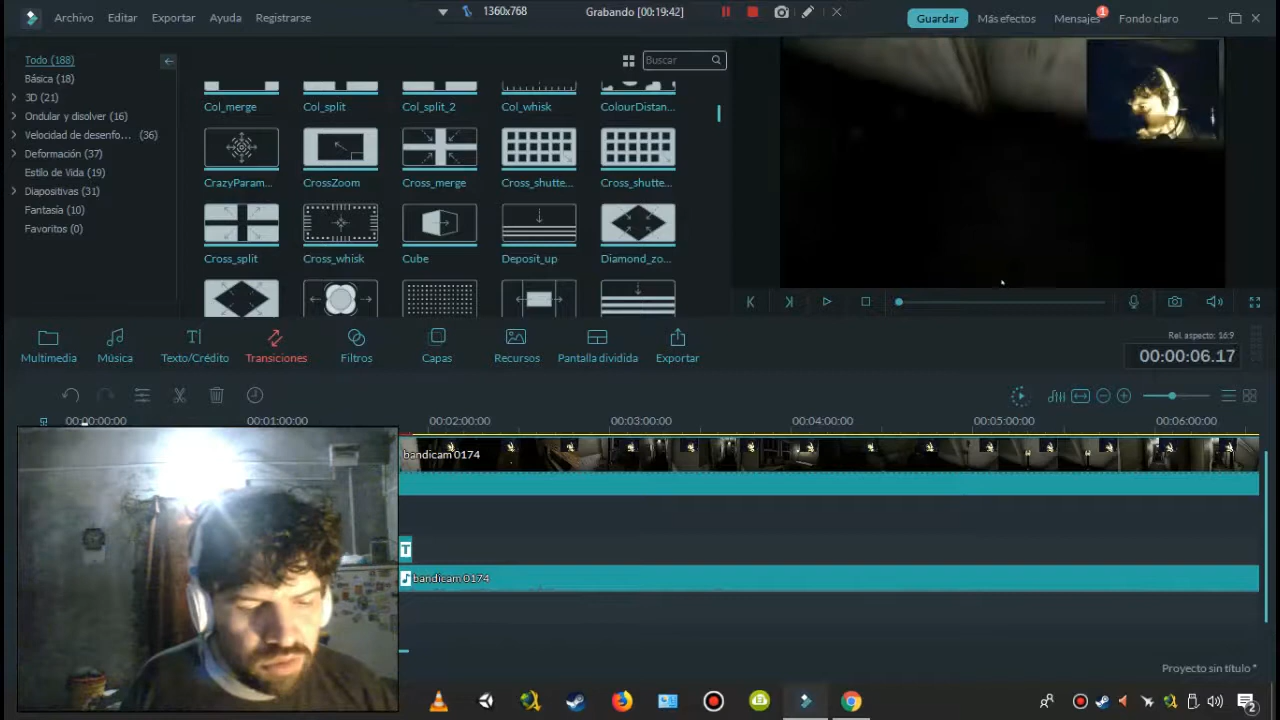 Archivo Editar Exportar Ayuda Registrarse
1360x768
Grabando [00:19:42]
Guardar Más efectos Mensajes 1 Fondo claro
Todo (188)
Básica (18)
3D (21)
Ondular y disolver (16)
Velocidad de desenfo... (36)
Deformación (37)
Estilo de Vida (19)
Diapositivas (31)
Fantasía (10)
Favoritos (0)
Buscar
Col_merge Col_split Col_split_2 Col_whisk ColourDistan...
CrazyParam... CrossZoom Cross_merge Cross_shutte... Cross_shutte...
Cross_split Cross_whisk Cube Deposit_up Diamond_zo...
Multimedia Música Texto/Crédito Transiciones Filtros Capas Recursos Pantalla dividida Exportar
Rel. aspecto: 16:9
00:00:06.17
00:00:00:00 00:01:00:00 00:02:00:00 00:03:00:00 00:04:00:00 00:05:00:00 00:06:00:00
bandicam 0174
T
bandicam 0174
Proyecto sin título *
2